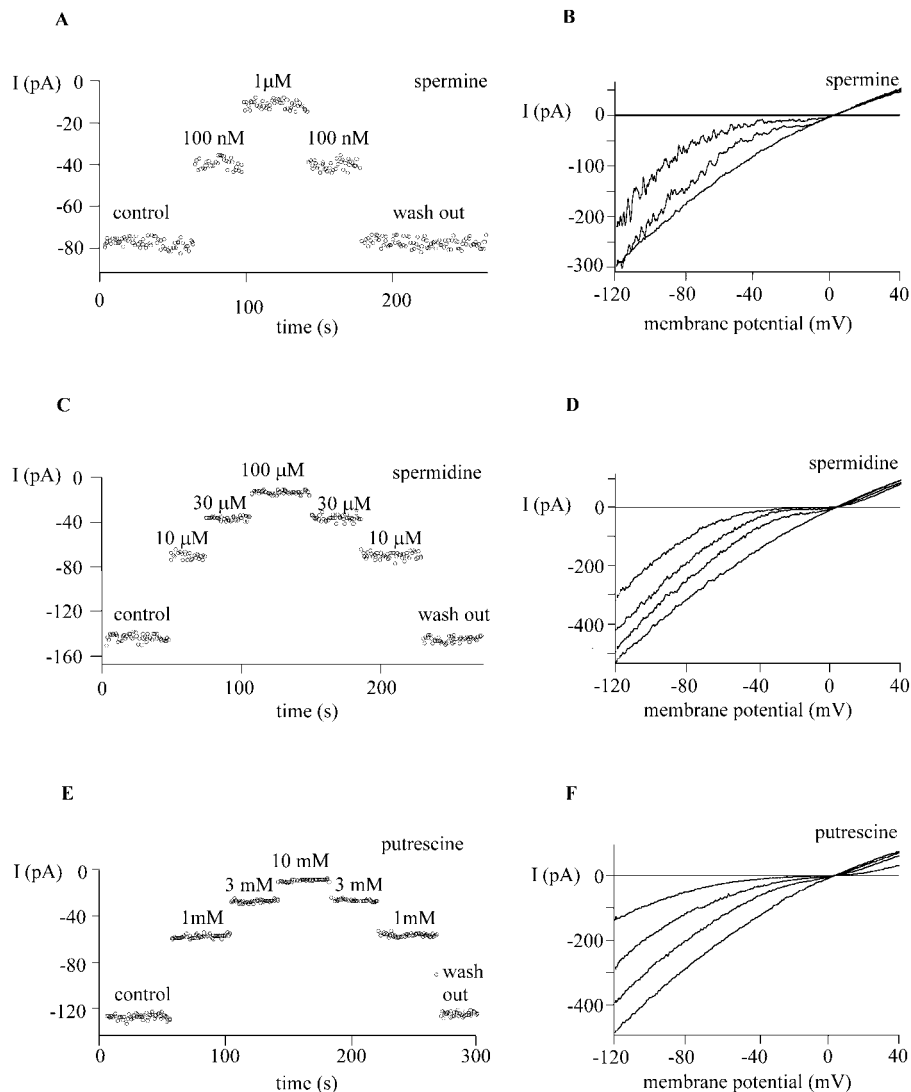 A
I (pA)
0
-20
-40
-60
-80
1μM
spermine
100 nM
100 nM
control
wash out
0
100
200
time (s)
B
spermine
I (pA)
0
-100
-200
-300
-120
-80
-40
0
40
membrane potential (mV)
C
I (pA)
0
-40
-80
-120
-160
100 μM
spermidine
30 μM
30 μM
10 μM
10 μM
control
wash out
0
100
200
time (s)
D
spermidine
I (pA)
0
-200
-400
-120
-80
-40
0
40
membrane potential (mV)
E
I (pA)
0
-40
-80
-120
putrescine
10 mM
3 mM
3 mM
1mM
1mM
wash
out
control
0
100
200
300
time (s)
F
putrescine
I (pA)
0
-200
-400
-120
-80
-40
0
40
membrane potential (mV)